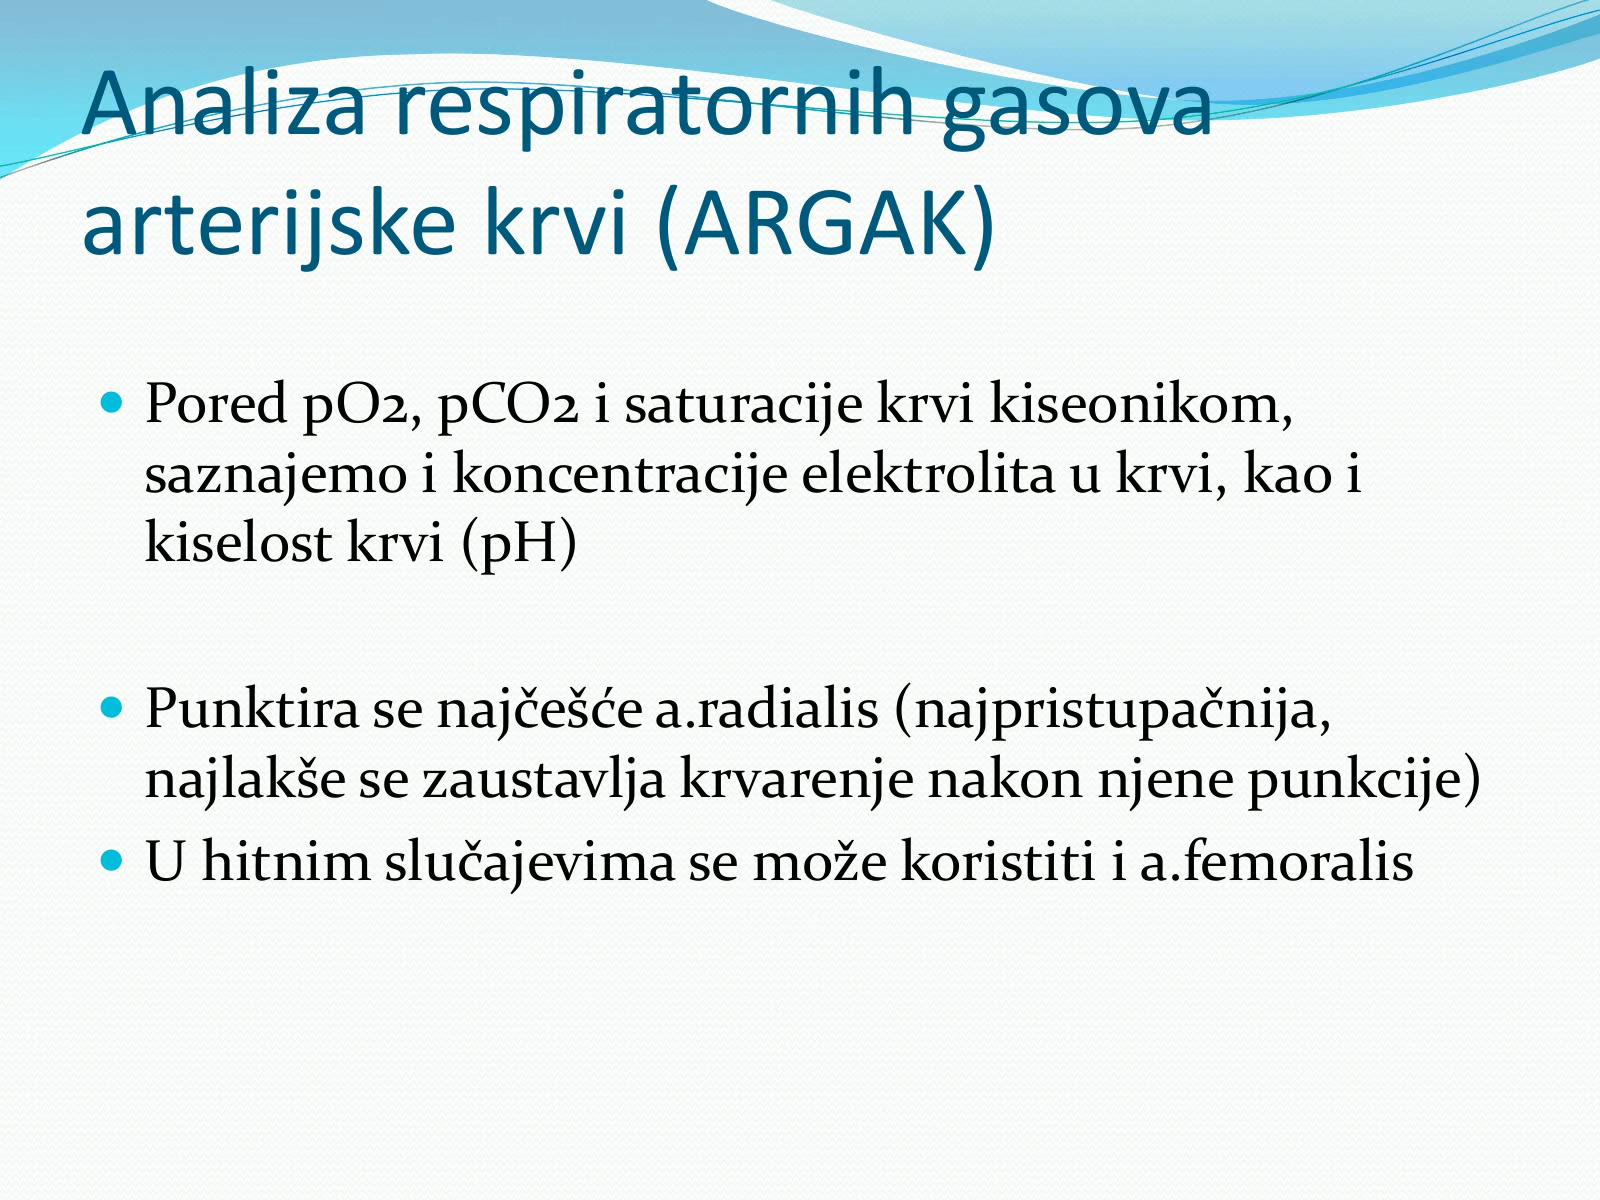 Analiza respiratornih gasova
arterijske krvi (ARGAK)
• Pored pO2, pCO2 i saturacije krvi kiseonikom,
saznajemo i koncentracije elektrolita u krvi, kao i
kiselost krvi (pH)
• Punktira se najčešće a.radialis (najpristupačnija,
najlakše se zaustavlja krvarenje nakon njene punkcije)
• U hitnim slučajevima se može koristiti i a.femoralis